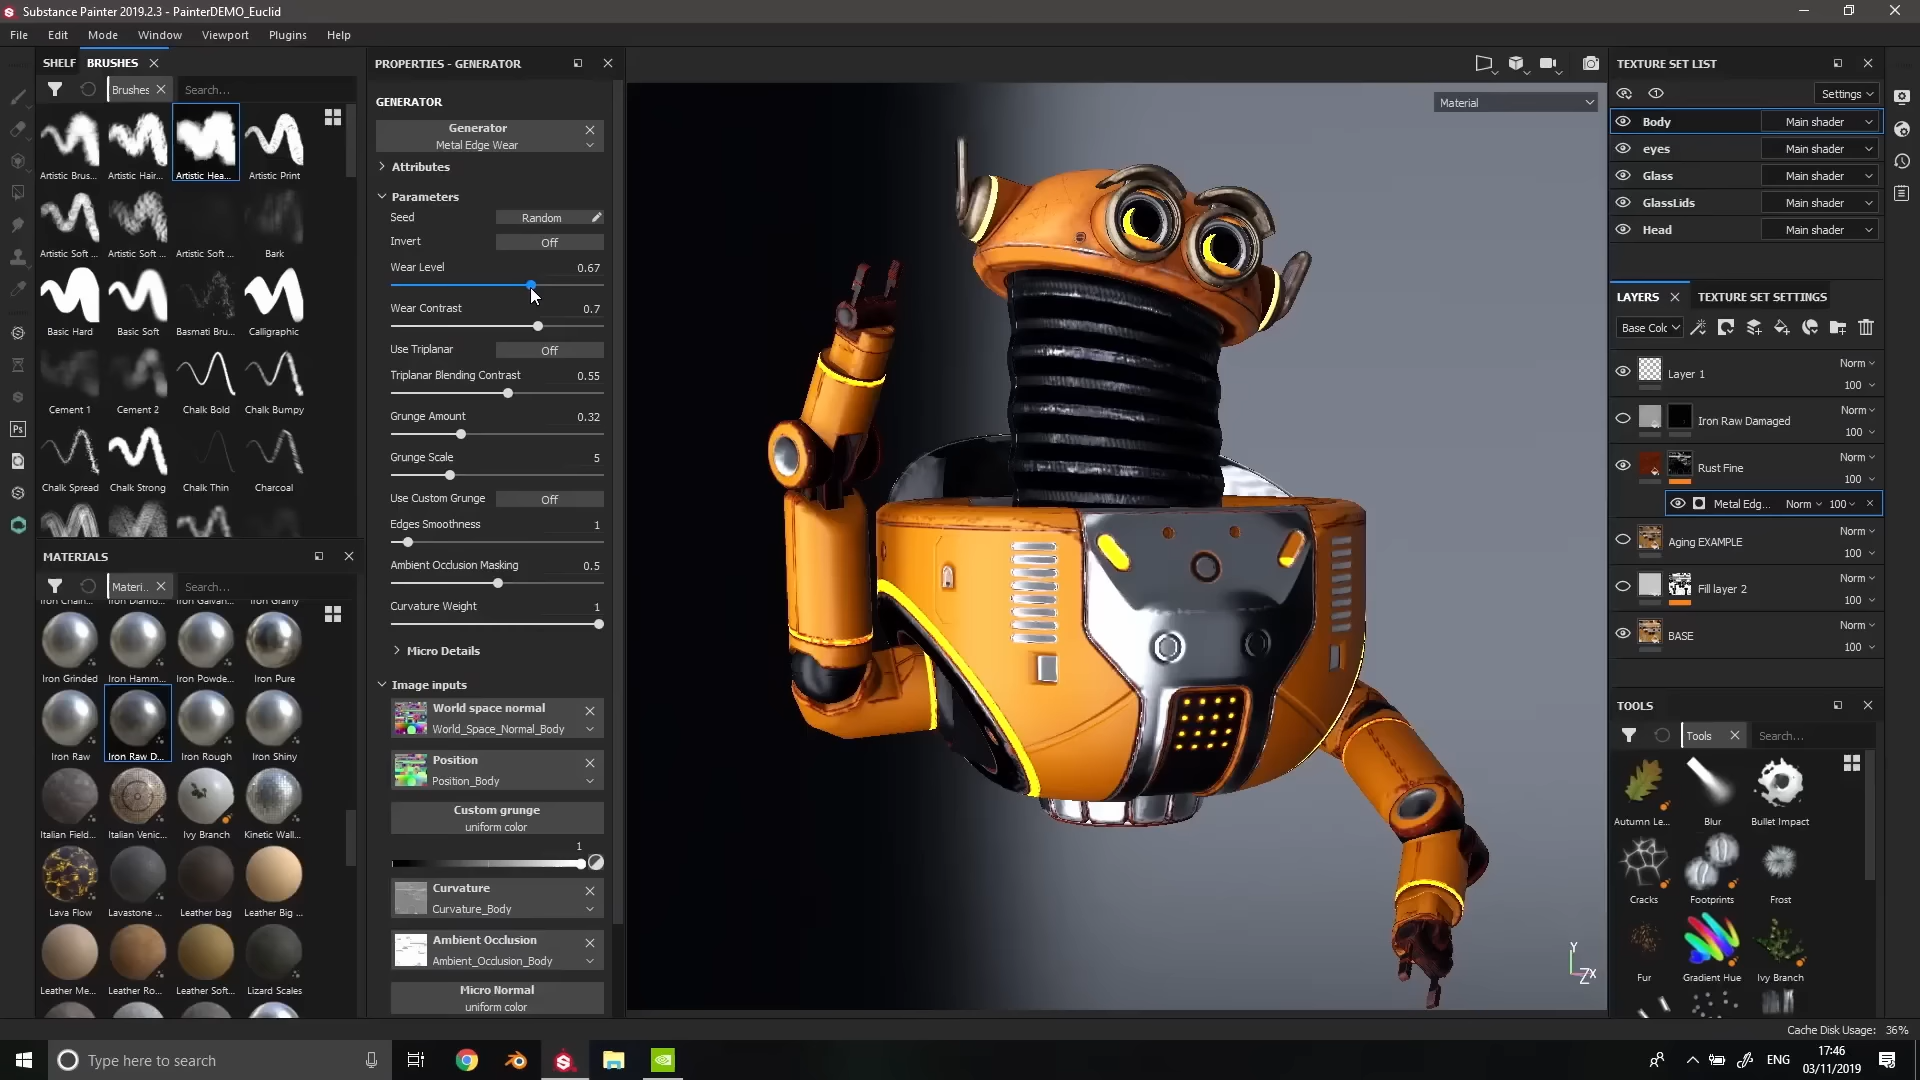 Substance Painter 2019.2.3 - PainterDEMO_Euclid
File Edit Mode Window Viewport Plugins Help
SHELF BRUSHES
Brushes Search...
Artistic Brus... Artistic Hair... Artistic Hea... Artistic Print
Artistic Soft ... Artistic Soft ... Artistic Soft ... Bark
Basic Hard Basic Soft Basmati Bru... Calligraphic
Cement 1 Cement 2 Chalk Bold Chalk Bumpy
Chalk Spread Chalk Strong Chalk Thin Charcoal
Ps
MATERIALS
Materi.. Search...
Iron Chain... Iron Diamo... Iron Galvan... Iron Grainy
Iron Grinded Iron Hamm... Iron Powde... Iron Pure
Iron Raw Iron Raw D... Iron Rough Iron Shiny
Italian Field... Italian Venic... Ivy Branch Kinetic Wall...
Lava Flow Lavastone ... Leather bag Leather Big ...
Leather Me... Leather Ro... Leather Soft... Lizard Scales
PROPERTIES - GENERATOR
GENERATOR
Generator
Metal Edge Wear
Attributes
Parameters
Seed Random
Invert Off
Wear Level 0.67
Wear Contrast 0.7
Use Triplanar Off
Triplanar Blending Contrast 0.55
Grunge Amount 0.32
Grunge Scale 5
Use Custom Grunge Off
Edges Smoothness 1
Ambient Occlusion Masking 0.5
Curvature Weight 1
Micro Details
Image inputs
World space normal
World_Space_Normal_Body
Position
Position_Body
Custom grunge
uniform color
1
Curvature
Curvature_Body
Ambient Occlusion
Ambient_Occlusion_Body
Micro Normal
uniform color
Material
Y
Z X
TEXTURE SET LIST
Settings
Body Main shader
eyes Main shader
Glass Main shader
GlassLids Main shader
Head Main shader
LAYERS TEXTURE SET SETTINGS
Base Colc
Layer 1 Norm
100
Iron Raw Damaged Norm
100
Rust Fine Norm
100
Metal Edg... Norm 100
Aging EXAMPLE Norm
100
Fill layer 2 Norm
100
BASE Norm
100
TOOLS
Tools Search...
Autumn Le... Blur Bullet Impact
Cracks Footprints Frost
Fur Gradient Hue Ivy Branch
Cache Disk Usage: 36%
Type here to search
ENG
17:46
03/11/2019